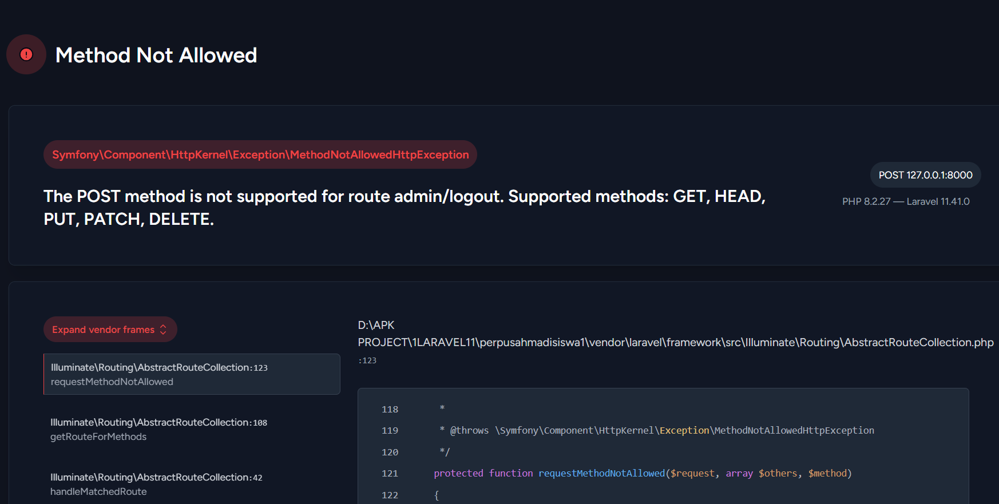 Method Not Allowed
Symfony\Component\HttpKernel\Exception\MethodNotAllowedHttpException
The POST method is not supported for route admin/logout. Supported methods: GET, HEAD,
PUT, PATCH, DELETE.
POST 127.0.0.1:8000
PHP 8.2.27 — Laravel 11.41.0
Expand vendor frames
Illuminate\Routing\AbstractRouteCollection:123
requestMethodNotAllowed
Illuminate\Routing\AbstractRouteCollection:108
getRouteForMethods
Illuminate\Routing\AbstractRouteCollection:42
handleMatchedRoute
D:\APK
PROJECT\1LARAVEL11\perpusahmadisiswa1\vendor\laravel\framework\src\Illuminate\Routing\AbstractRouteCollection.php
:123
118 *
119 * @throws \Symfony\Component\HttpKernel\Exception\MethodNotAllowedHttpException
120 */
121 protected function requestMethodNotAllowed($request, array $others, $method)
122 {